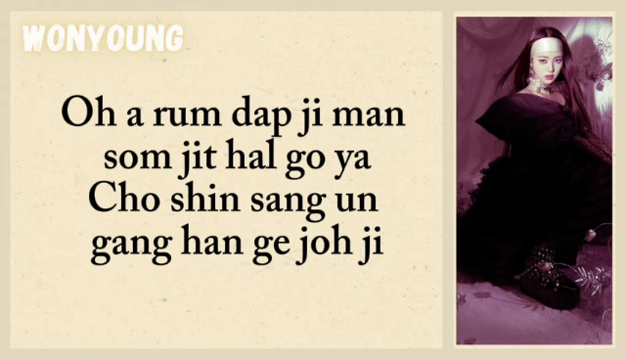 WONYOUNG
Oh a rum dap ji man
som jit hal go ya
Cho shin sang un
gang han ge joh ji